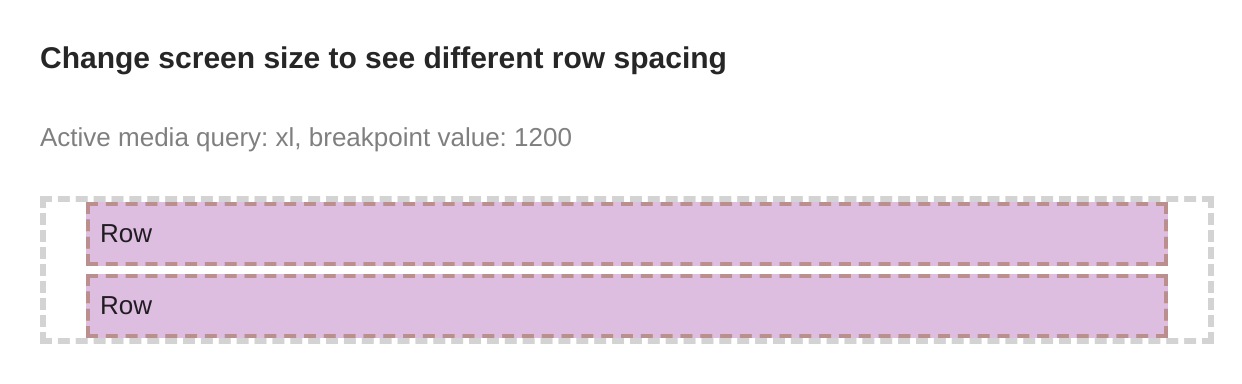 Change screen size to see different row spacing
Active media query: xl, breakpoint value: 1200
Row
Row